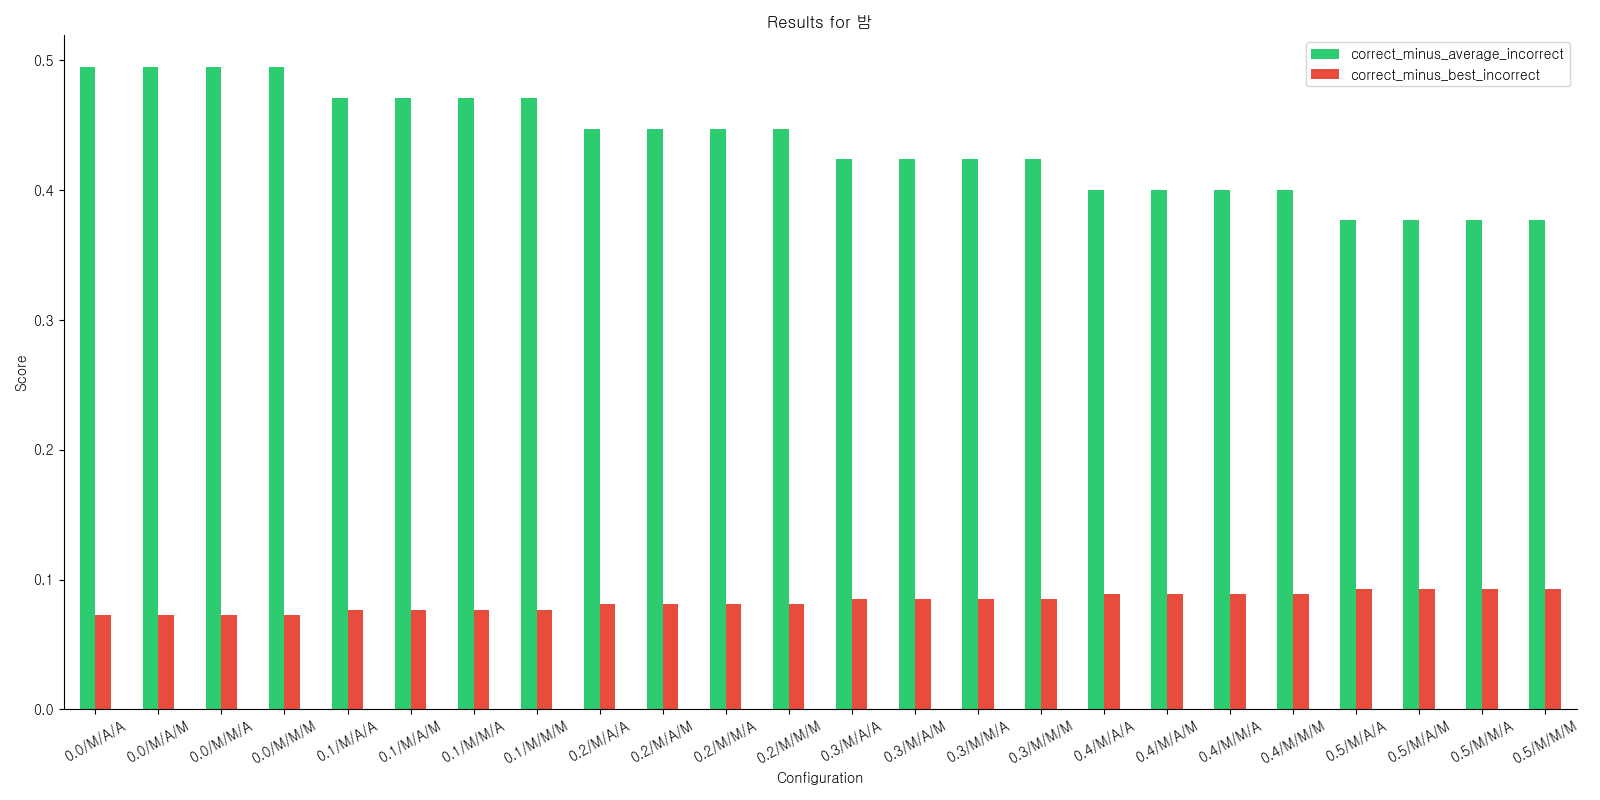 Results for 밤
correct_minus_average_incorrect
correct_minus_best_incorrect
Score
0.5
0.4
0.3
0.2
0.1
0.0
0.0/M/A/A
0.0/M/A/M
0.0/M/M/A
0.0/M/M/M
0.1/M/A/A
0.1/M/A/M
0.1/M/M/A
0.1/M/M/M
0.2/M/A/A
0.2/M/A/M
0.2/M/M/A
0.2/M/M/M
0.3/M/A/A
0.3/M/A/M
0.3/M/M/A
0.3/M/M/M
0.4/M/A/A
0.4/M/A/M
0.4/M/M/A
0.4/M/M/M
0.5/M/A/A
0.5/M/A/M
0.5/M/M/A
0.5/M/M/M
Configuration